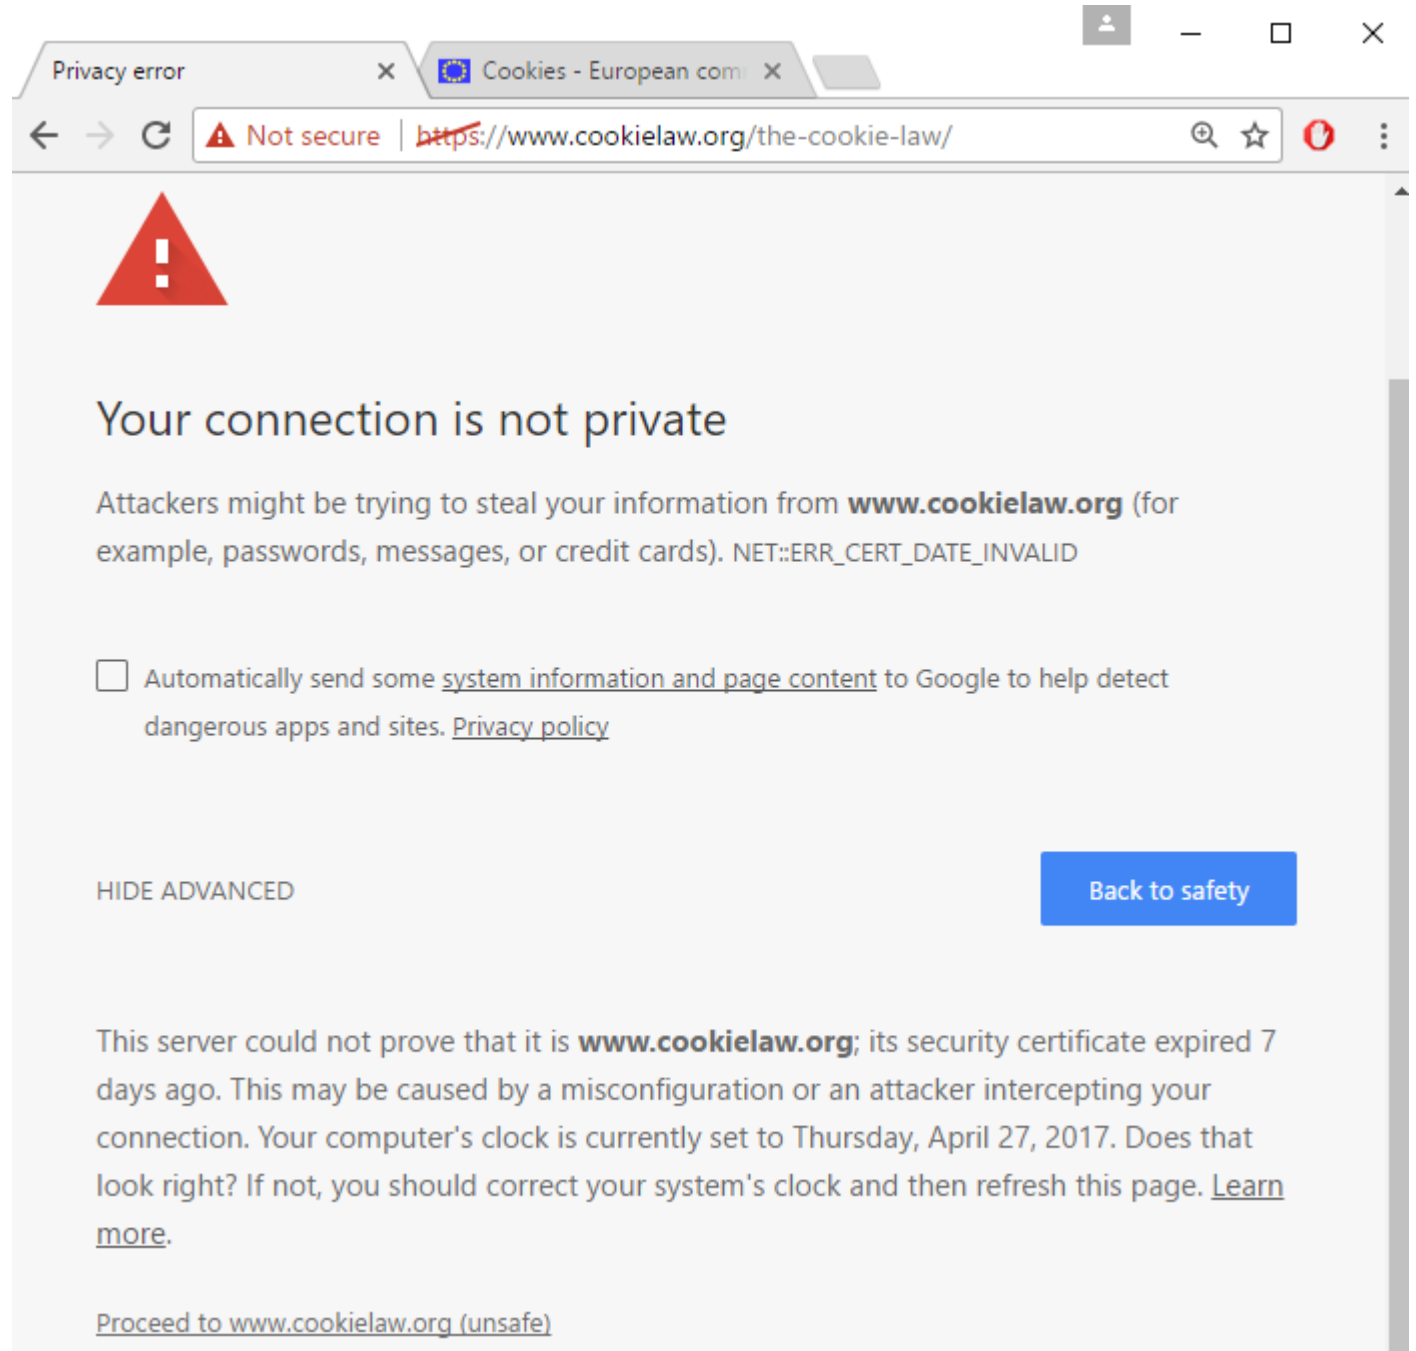 Privacy error
Cookies - European com
Not secure | https://www.cookielaw.org/the-cookie-law/
Your connection is not private
Attackers might be trying to steal your information from www.cookielaw.org (for
example, passwords, messages, or credit cards). NET::ERR_CERT_DATE_INVALID
Automatically send some system information and page content to Google to help detect
dangerous apps and sites. Privacy policy
HIDE ADVANCED
Back to safety
This server could not prove that it is www.cookielaw.org; its security certificate expired 7
days ago. This may be caused by a misconfiguration or an attacker intercepting your
connection. Your computer's clock is currently set to Thursday, April 27, 2017. Does that
look right? If not, you should correct your system's clock and then refresh this page. Learn
more.
Proceed to www.cookielaw.org (unsafe)